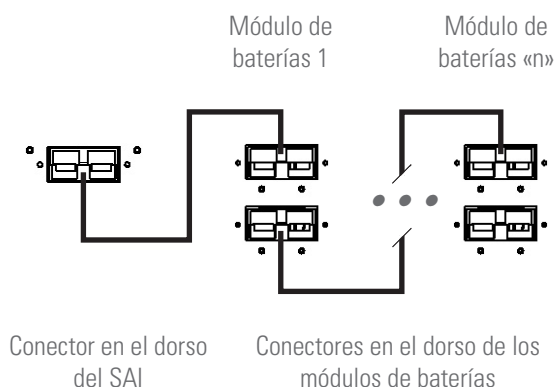 Módulo de
baterías 1
Módulo de
baterías «n»
Conector en el dorso
del SAI
Conectores en el dorso de los
módulos de baterías